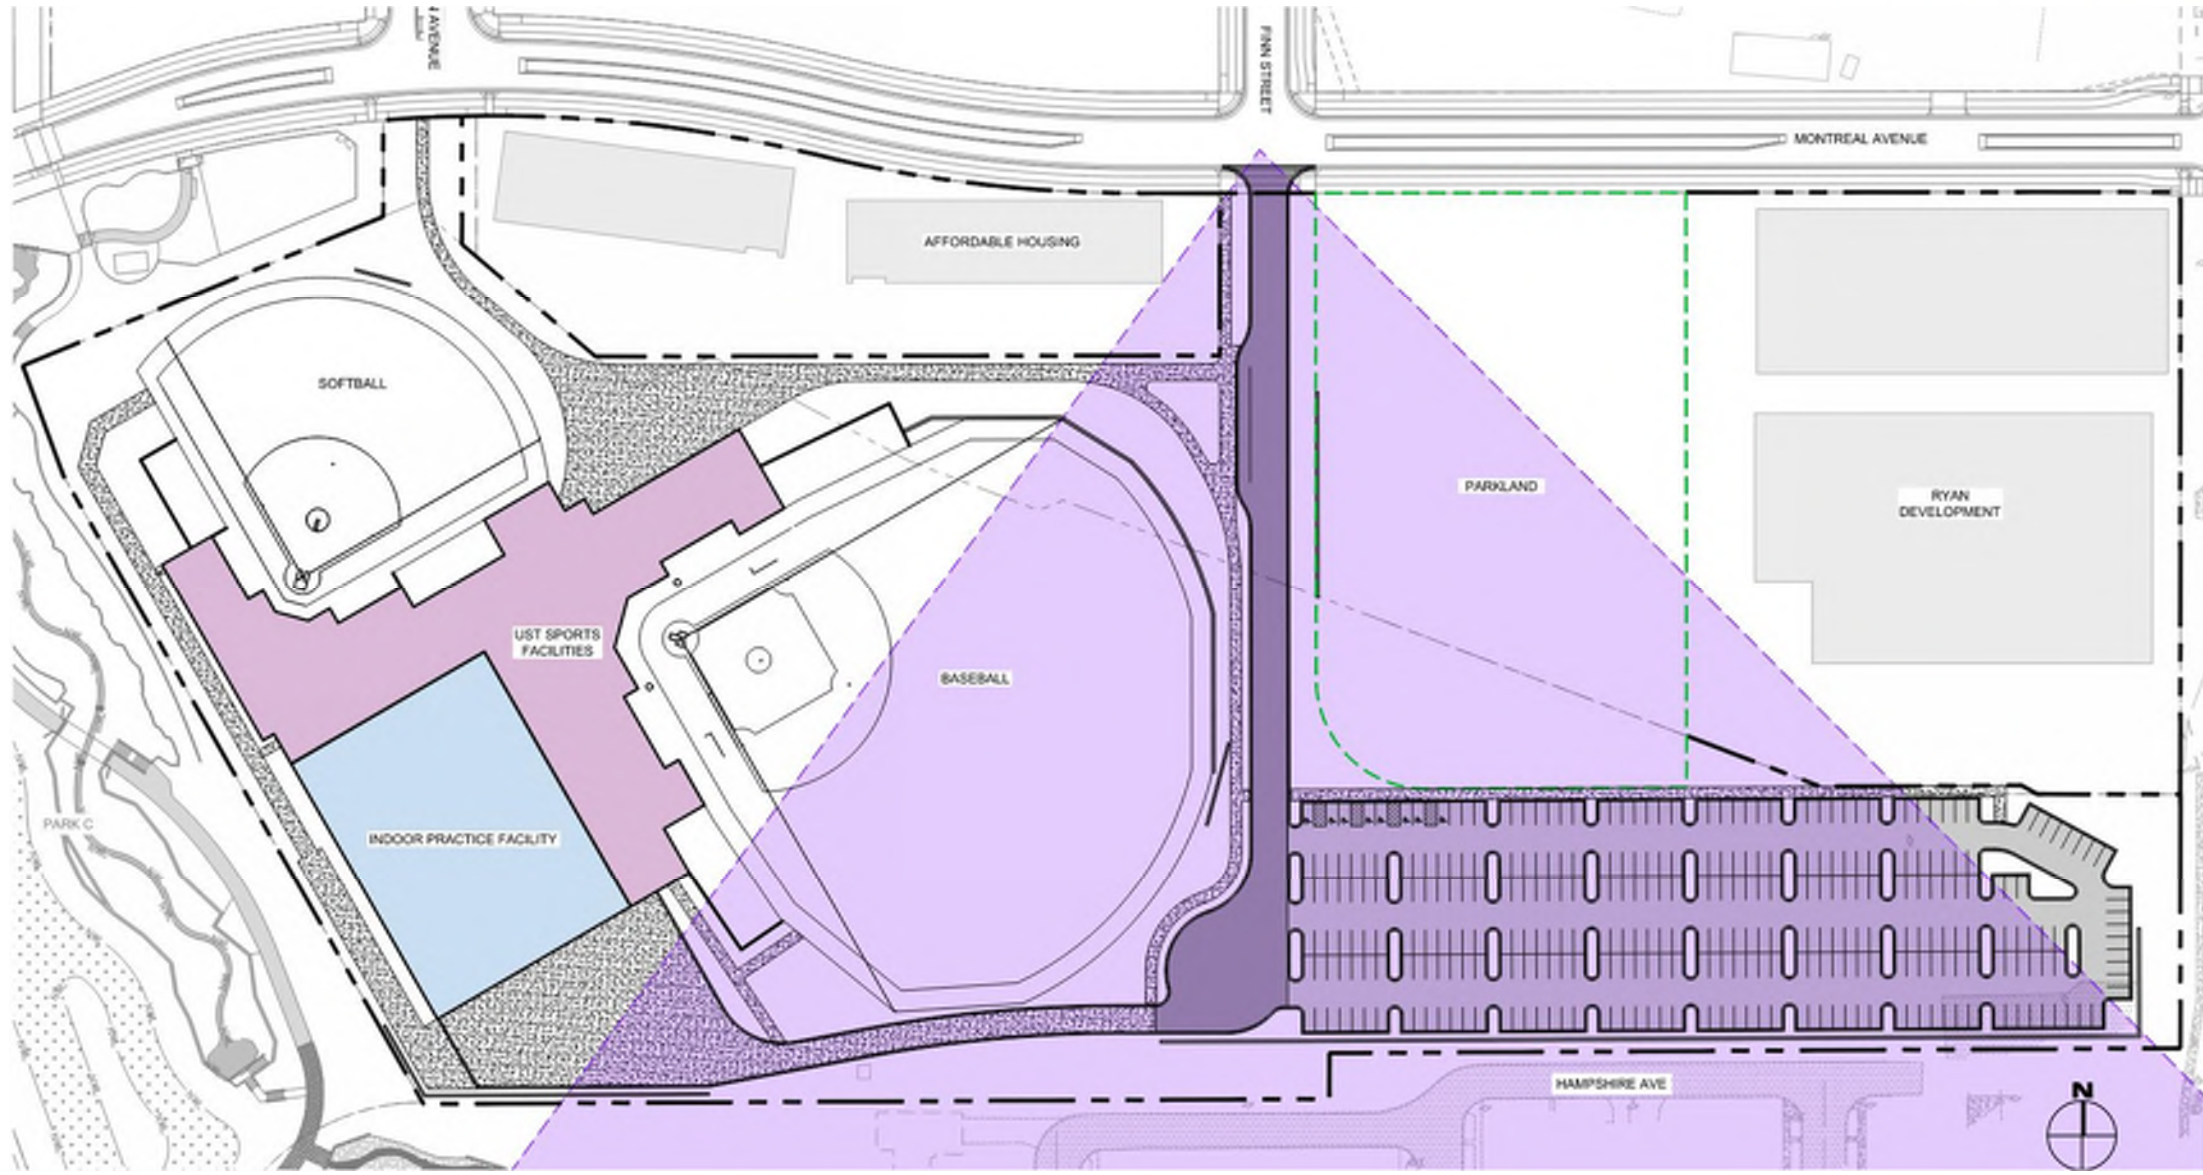 N AVENUE
FINN STREET
MONTREAL AVENUE
AFFORDABLE HOUSING
SOFTBALL
PARKLAND
RYAN
DEVELOPMENT
UST SPORTS
FACILITIES
BASEBALL
PARK C
INDOOR PRACTICE FACILITY
HAMPSHIRE AVE
N